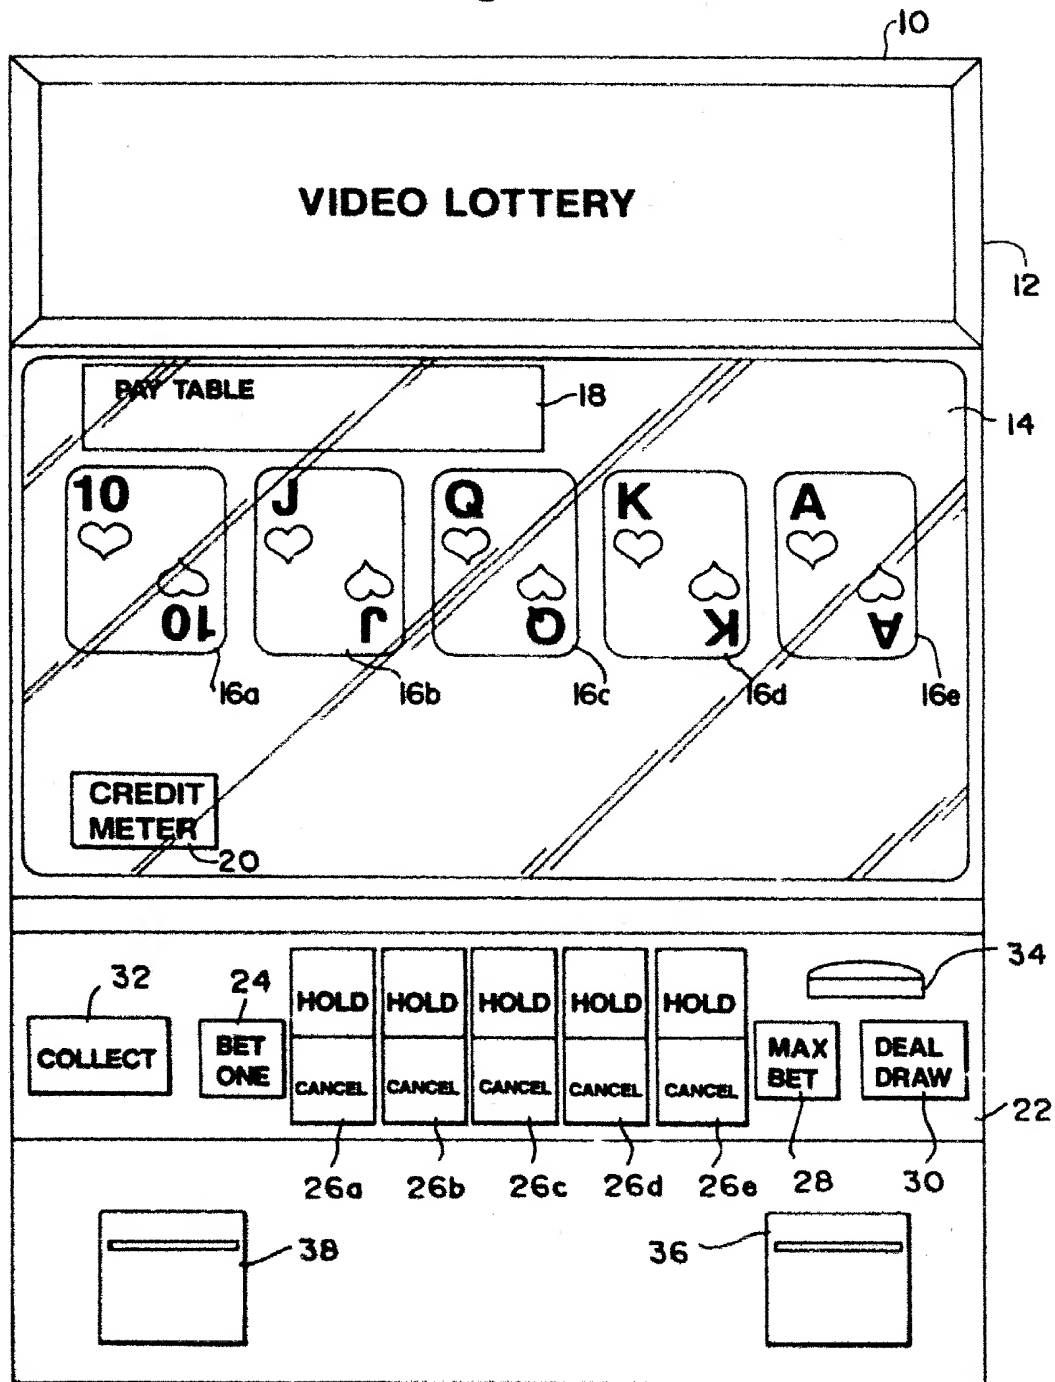 10
VIDEO LOTTERY
12
PAY TABLE
18
14
10 J Q K A
10 J Q K A
16a 16b 16c 16d 16e
CREDIT
METER
20
34
32 24
HOLD HOLD HOLD HOLD HOLD
COLLECT
BET
ONE
CANCEL CANCEL CANCEL CANCEL CANCEL
MAX
BET
DEAL
DRAW
22
26a 26b 26c 26d 26e 28 30
38 36